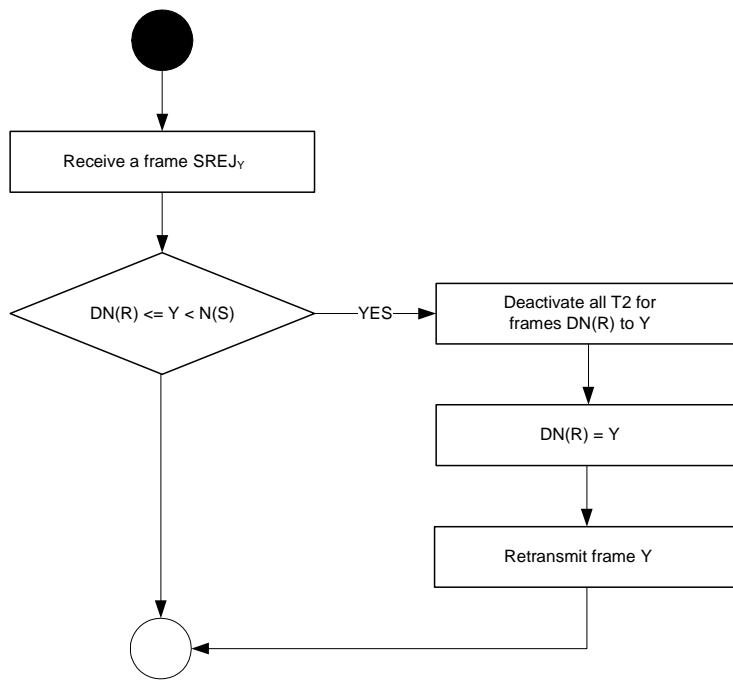 Receive a frame SREJY
DN(R) <= Y < N(S)
YES
Deactivate all T2 for
frames DN(R) to Y
DN(R) = Y
Retransmit frame Y